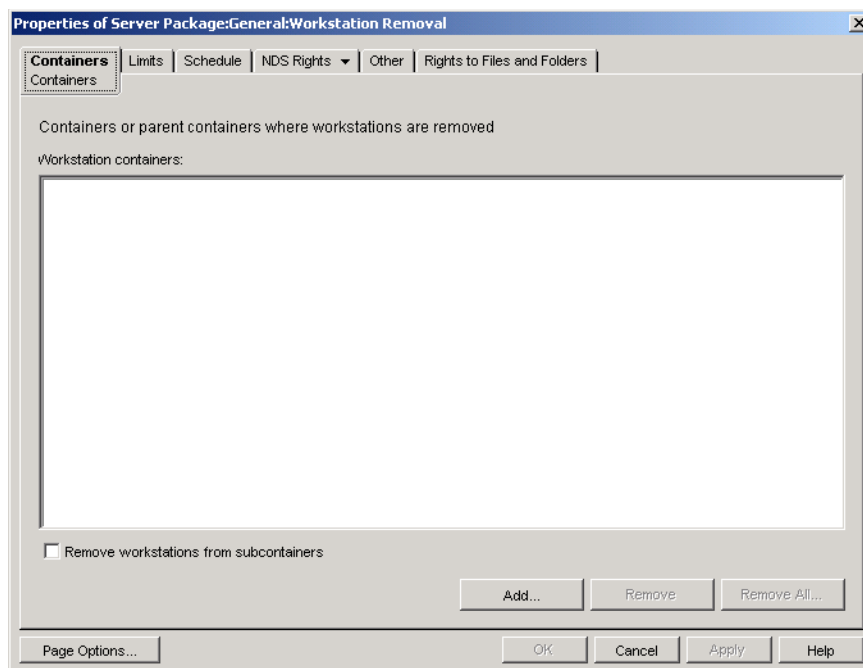 Properties of Server Package:General:Workstation Removal
Containers Limits Schedule NDS Rights Other Rights to Files and Folders
Containers
Containers or parent containers where workstations are removed
Workstation containers:
Remove workstations from subcontainers
Add... Remove Remove All...
Page Options... OK Cancel Apply Help